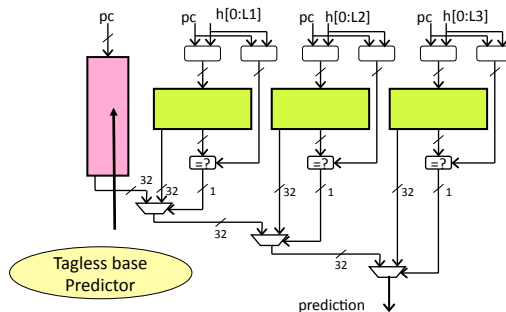 pc
pc h[0:L1]
pc h[0:L2]
pc h[0:L3]
=?
=?
=?
32
32
1
32
32
1
32
32
1
Tagless base
Predictor
prediction